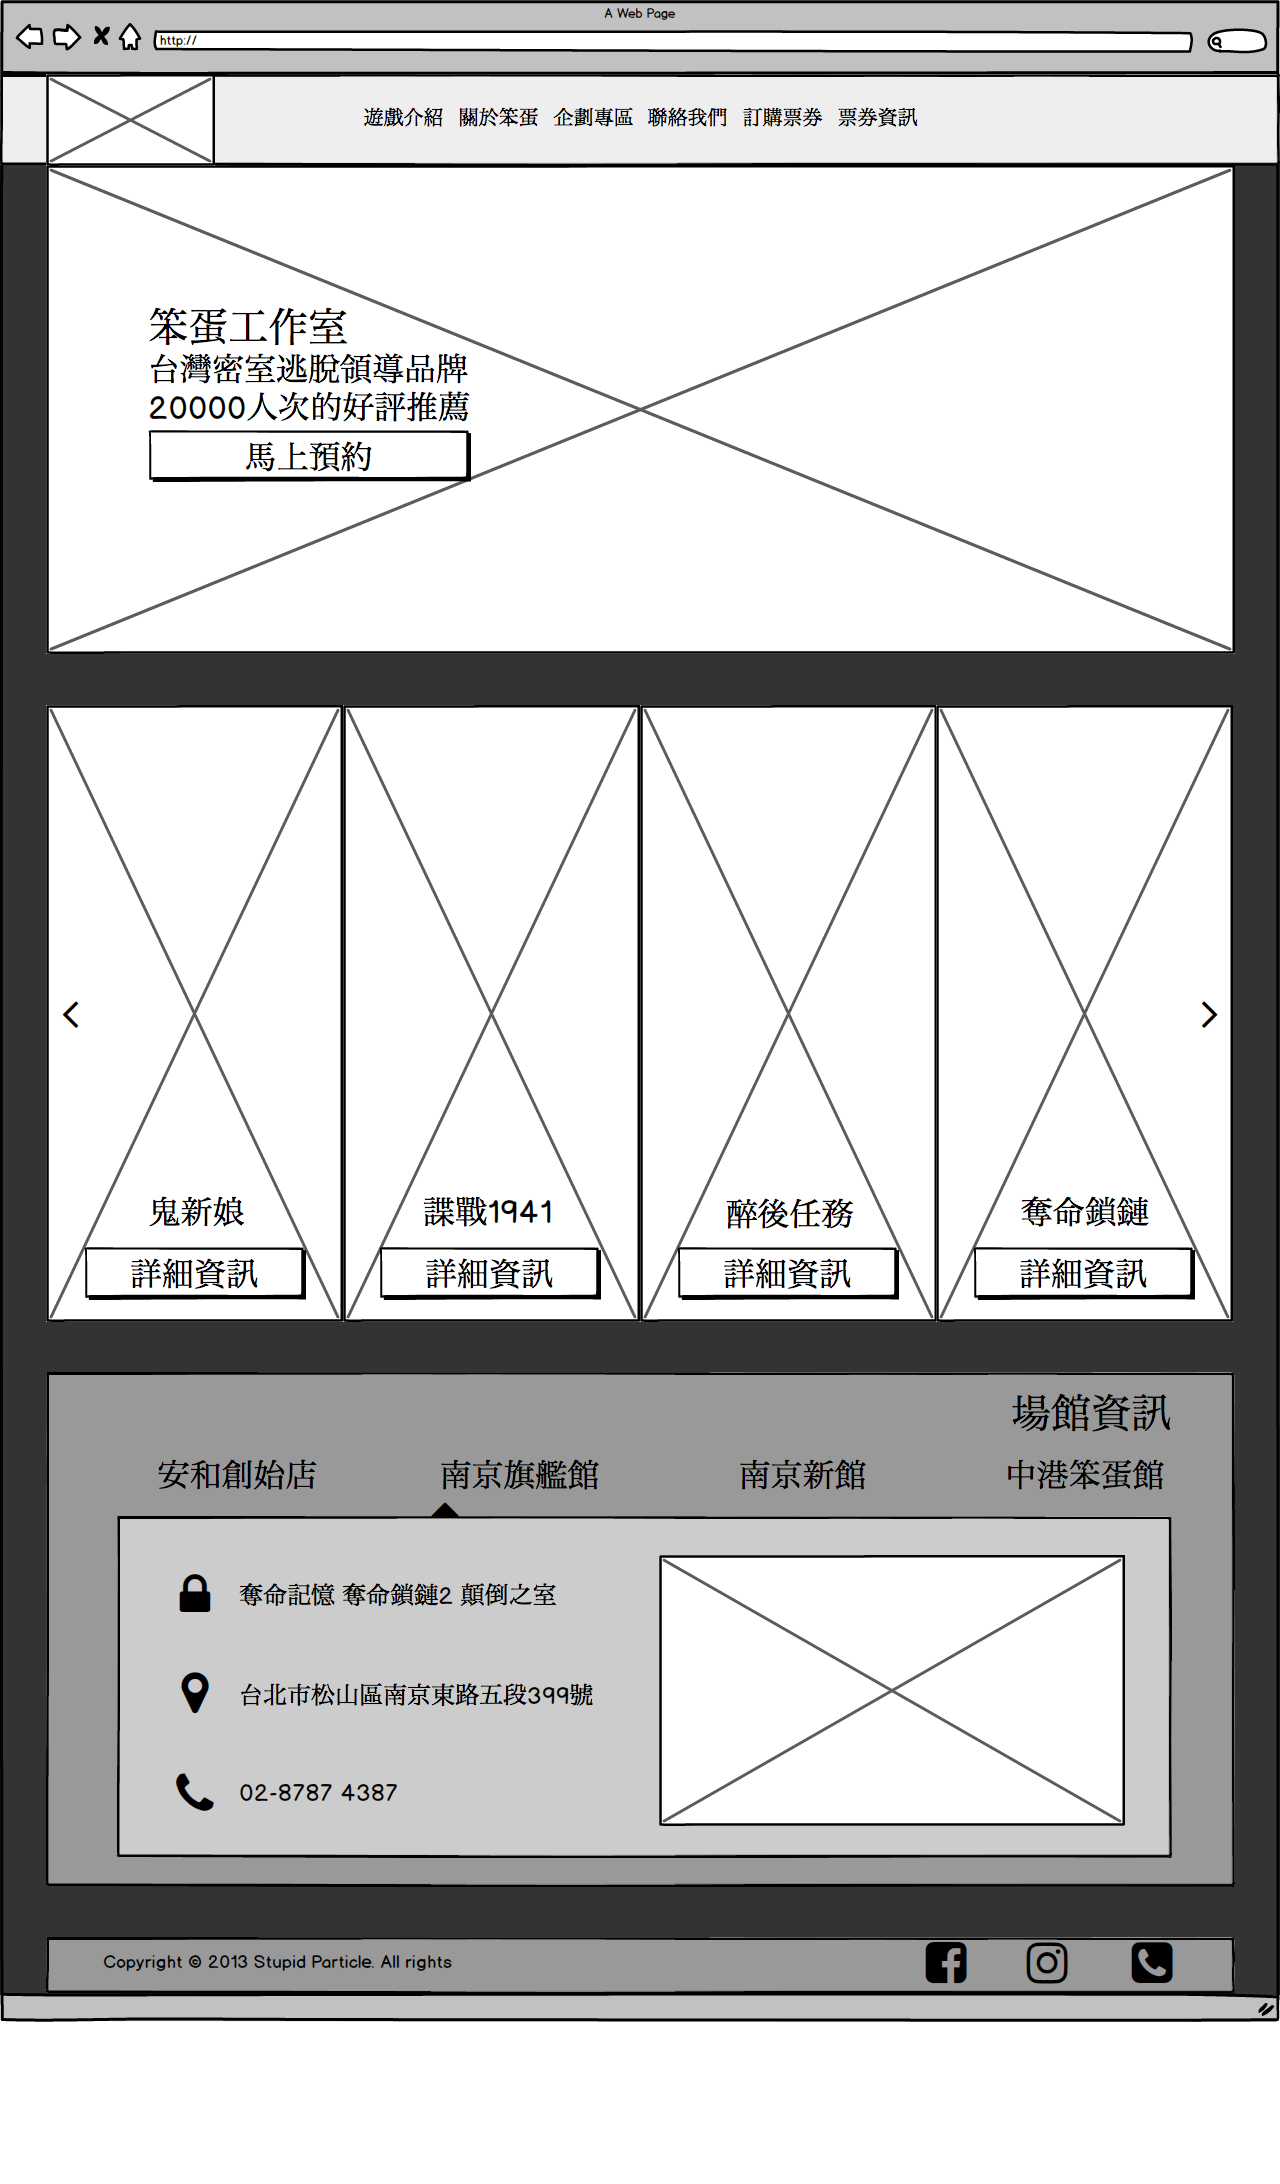 A Web Page
http://
遊戲介紹 關於笨蛋 企劃專區 聯絡我們 訂購票券 票券資訊
笨蛋工作室
台灣密室逃脫領導品牌
20000人次的好評推薦
馬上預約
鬼新娘 諜戰1941 醉後任務 奪命鎖鏈
詳細資訊 詳細資訊 詳細資訊 詳細資訊
場館資訊
安和創始店 南京旗艦館 南京新館 中港笨蛋館
奪命記憶 奪命鎖鏈2 顛倒之室
台北市松山區南京東路五段399號
02-8787 4387
Copyright © 2013 Stupid Particle. All rights